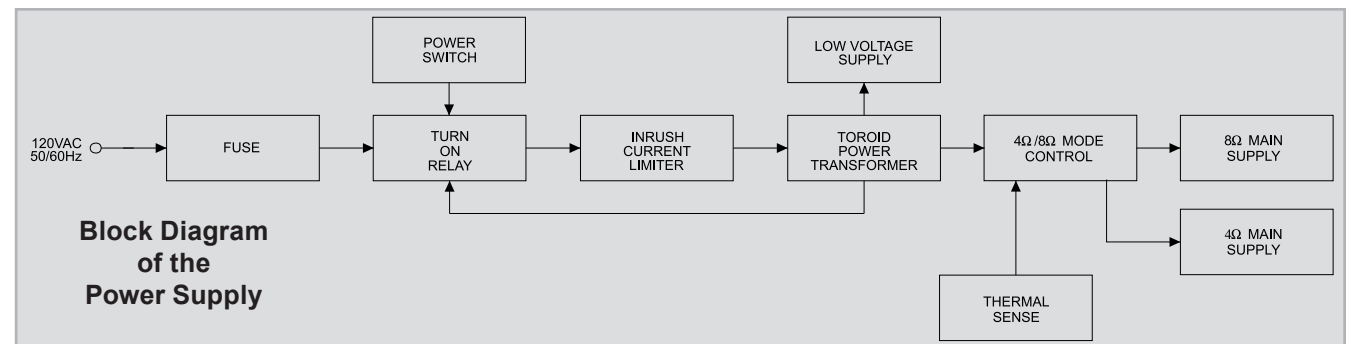 POWER
SWITCH
LOW VOLTAGE
SUPPLY
120VAC
50/60Hz
FUSE
TURN
ON
RELAY
INRUSH
CURRENT
LIMITER
TOROID
POWER
TRANSFORMER
4Ω/8Ω MODE
CONTROL
8Ω MAIN
SUPPLY
4Ω MAIN
SUPPLY
Block Diagram
of the
Power Supply
THERMAL
SENSE